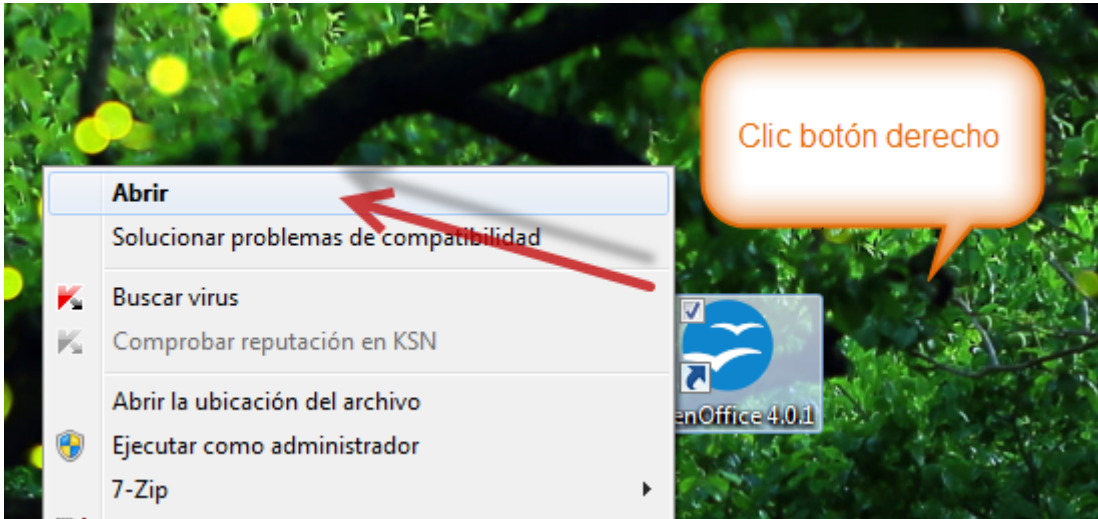 Clic botón derecho
Abrir
Solucionar problemas de compatibilidad
Buscar virus
Comprobar reputación en KSN
Abrir la ubicación del archivo
Ejecutar como administrador
7-Zip
enOffice 4.0.1